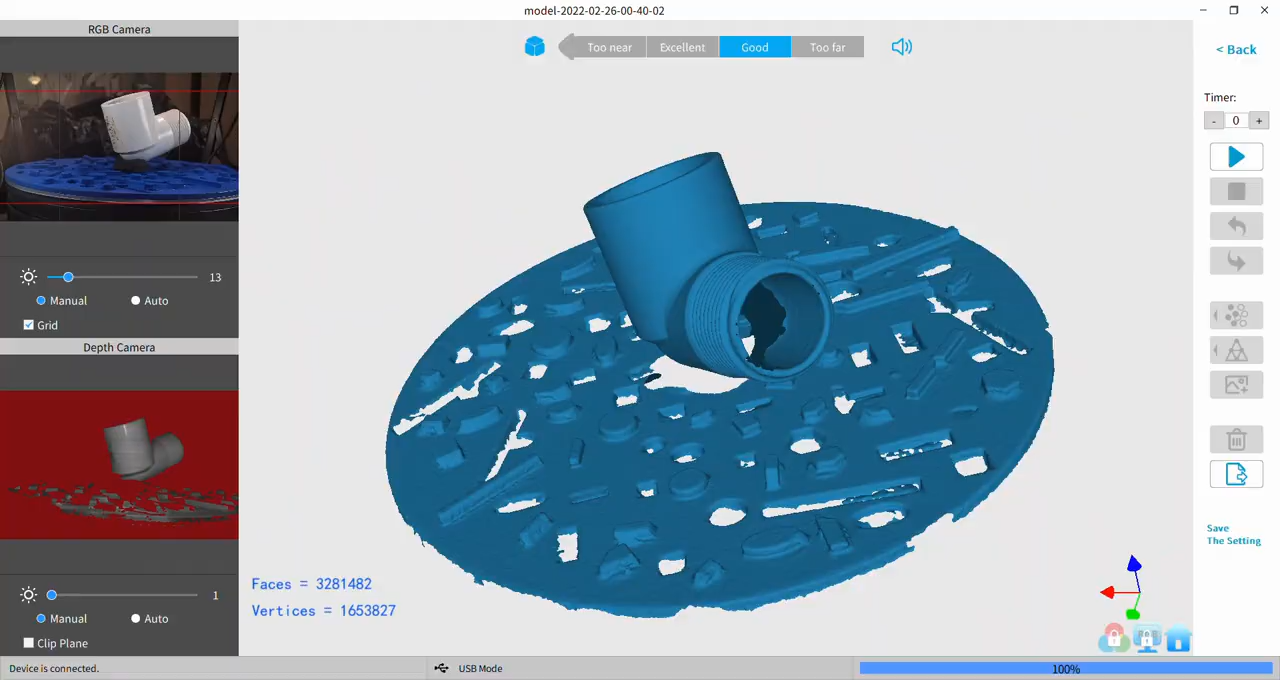 model-2022-02-26-00-40-02
RGB Camera
Too near
Excellent
Good
Too far
< Back
Timer:
- 0 +
13
Manual
Auto
Grid
Depth Camera
1
Manual
Auto
Clip Plane
Faces = 3281482
Vertices = 1653827
Save
The Setting
Device is connected.
USB Mode
100%